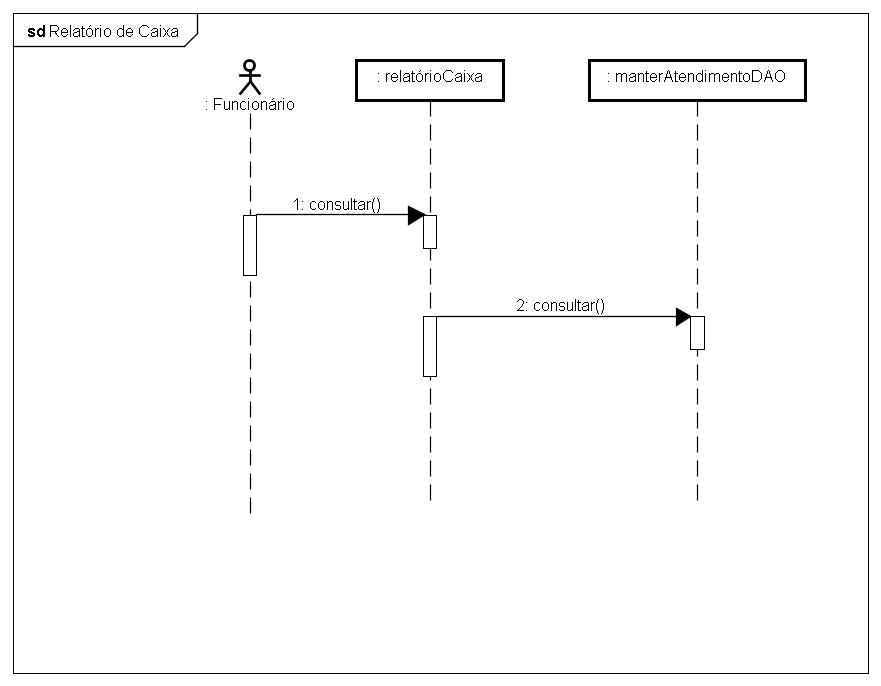 sd Relatório de Caixa
: Funcionário
: relatórioCaixa
: manterAtendimentoDAO
1: consultar()
2: consultar()